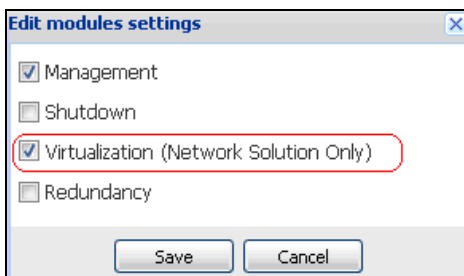 Edit modules settings
Management
Shutdown
Virtualization (Network Solution Only)
Redundancy
Save Cancel